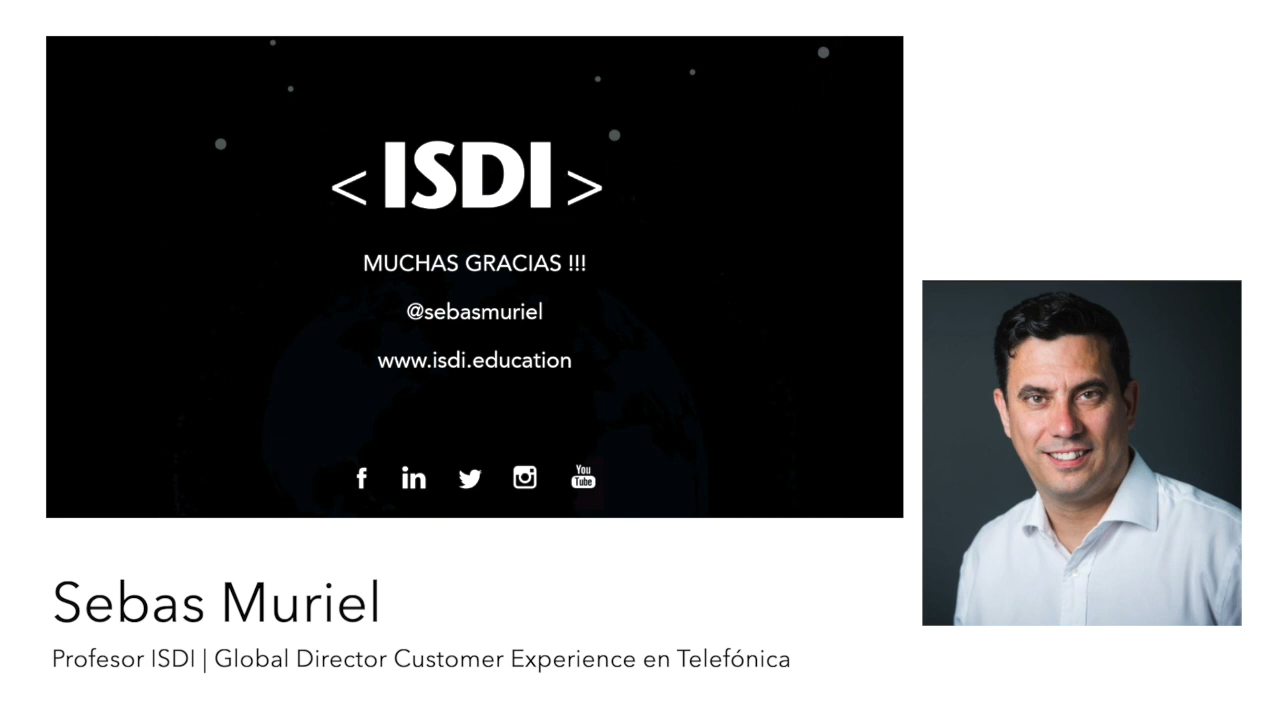 <ISDI>
MUCHAS GRACIAS !!!
@sebasmuriel
www.isdi.education
f in You Tube
Sebas Muriel
Profesor ISDI | Global Director Customer Experience en Telefónica